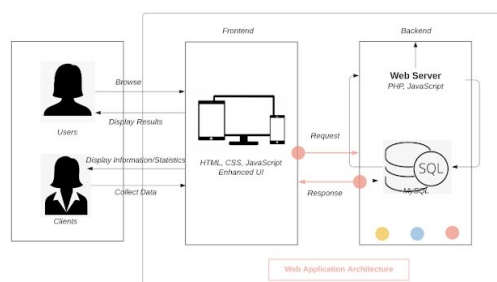 Frontend
Backend
Browse
Display Results
Users
Display Information/Statistics
Collect Data
Clients
HTML, CSS, JavaScript
Enhanced UI
Request
Response
Web Server
PHP, JavaScript
SQL
MySQL
Web Application Architecture